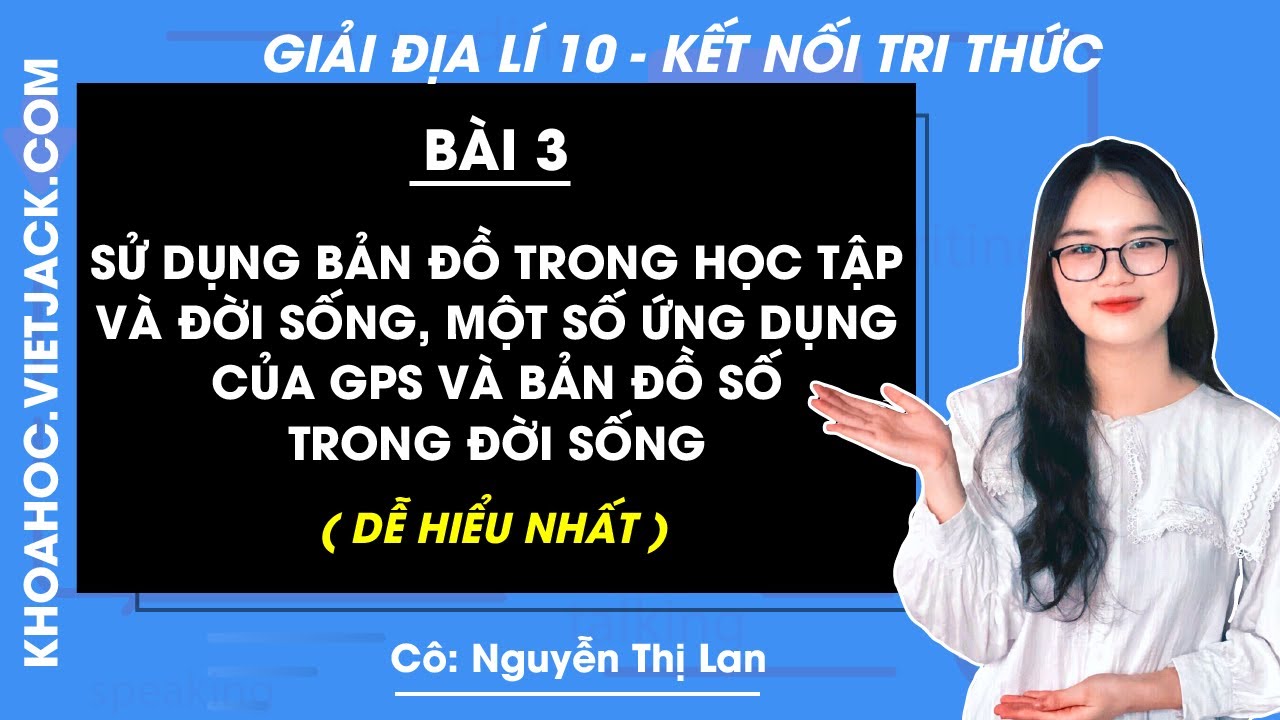 GIẢI ĐỊA LÍ 10 - KẾT NỐI TRI THỨC
KHOAHOC.VIETJACK.COM
BÀI 3
SỬ DỤNG BẢN ĐỒ TRONG HỌC TẬP
VÀ ĐỜI SỐNG, MỘT SỐ ỨNG DỤNG
CỦA GPS VÀ BẢN ĐỒ SỐ
TRONG ĐỜI SỐNG
( DỄ HIỂU NHẤT )
Cô: Nguyễn Thị Lan
talking
speaking